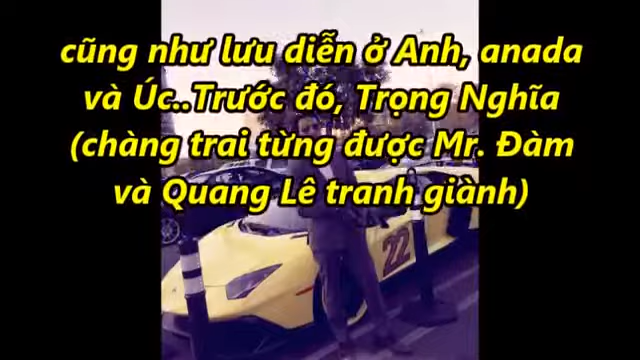 cũng như lưu diễn ở Anh, anada
và Úc..Trước đó, Trọng Nghĩa
(chàng trai từng được Mr. Đàm
và Quang Lê tranh giành)
22